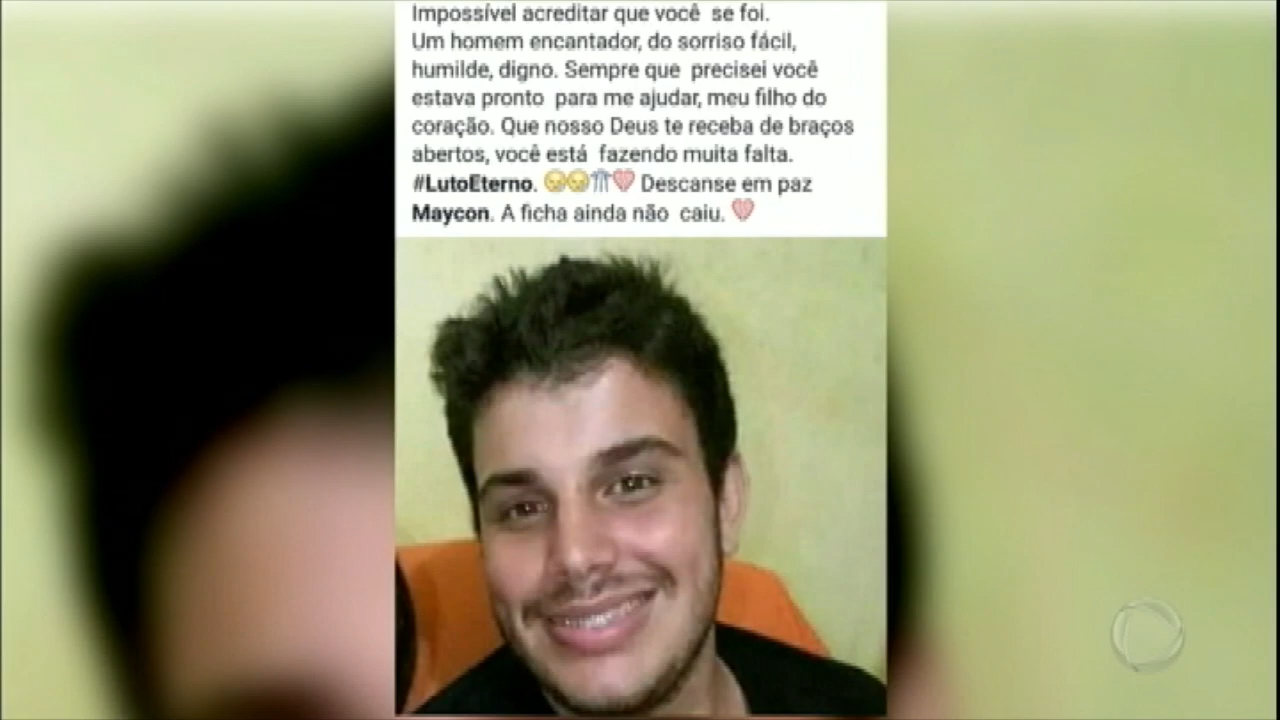 Impossível acreditar que você se foi.
Um homem encantador, do sorriso fácil,
humilde, digno. Sempre que precisei você
estava pronto para me ajudar, meu filho do
coração. Que nosso Deus te receba de braços
abertos, você está fazendo muita falta.
#LutoEterno. 😔😔🎊💗 Descanse em paz
Maycon. A ficha ainda não caiu. 💗